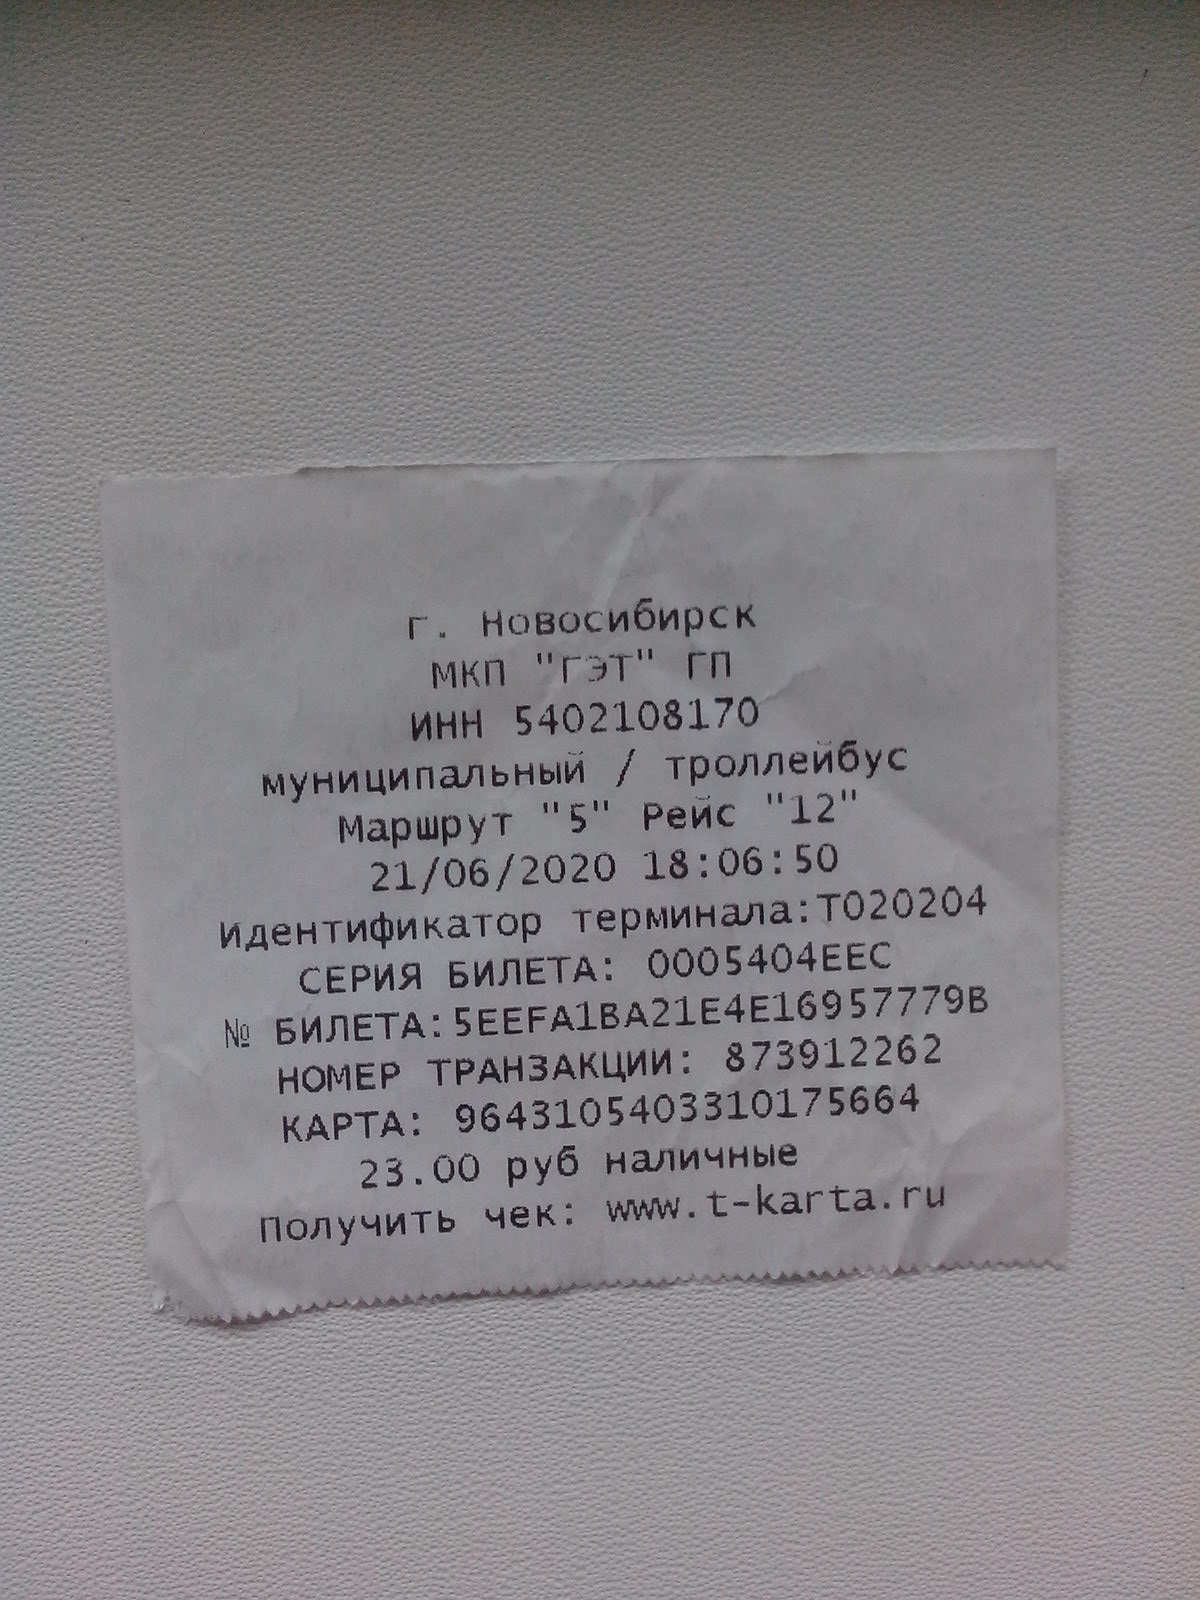 г. Новосибирск
МКП "ГЭТ" ГП
ИНН 5402108170
муниципальный / троллейбус
Маршрут "5" Рейс "12"
21/06/2020 18:06:50
Идентификатор терминала:Т020204
СЕРИЯ БИЛЕТА: 0005404EEC
№ БИЛЕТА:5EEFA1BA21E4E16957779B
НОМЕР ТРАНЗАКЦИИ: 873912262
КАРТА: 9643105403310175664
23.00 руб наличные
Получить чек: www.t-karta.ru